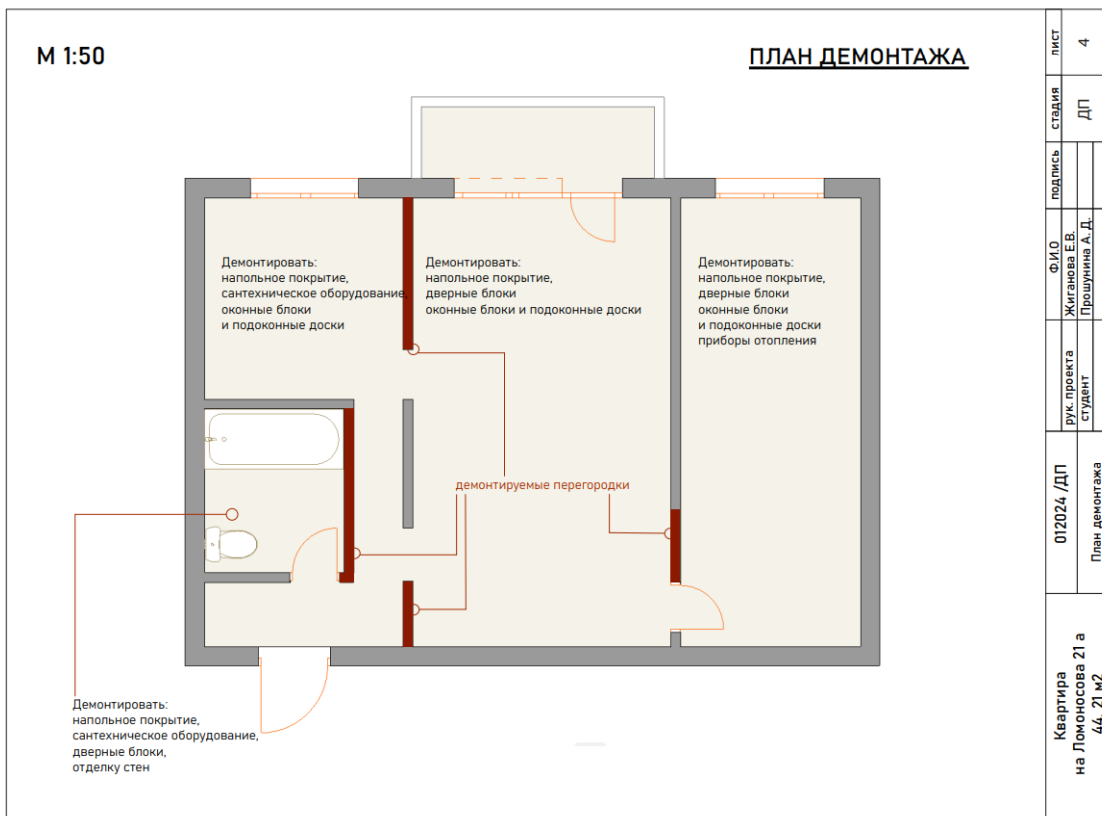 М 1:50
ПЛАН ДЕМОНТАЖА
Демонтировать:
напольное покрытие,
сантехническое оборудование,
оконные блоки
и подоконные доски
Демонтировать:
напольное покрытие,
дверные блоки
оконные блоки и подоконные доски
Демонтировать:
напольное покрытие,
дверные блоки
оконные блоки
и подоконные доски
приборы отопления
демонтируемые перегородки
Демонтировать:
напольное покрытие,
сантехническое оборудование,
дверные блоки,
отделку стен
лист
4
стадия
ДП
подпись
Ф.И.О
Жиганова Е.В.
Прошунина А. Д.
рук. проекта
студент
012024 /ДП
План демонтажа
Квартира
на Ломоносова 21 а
44, 21 м2